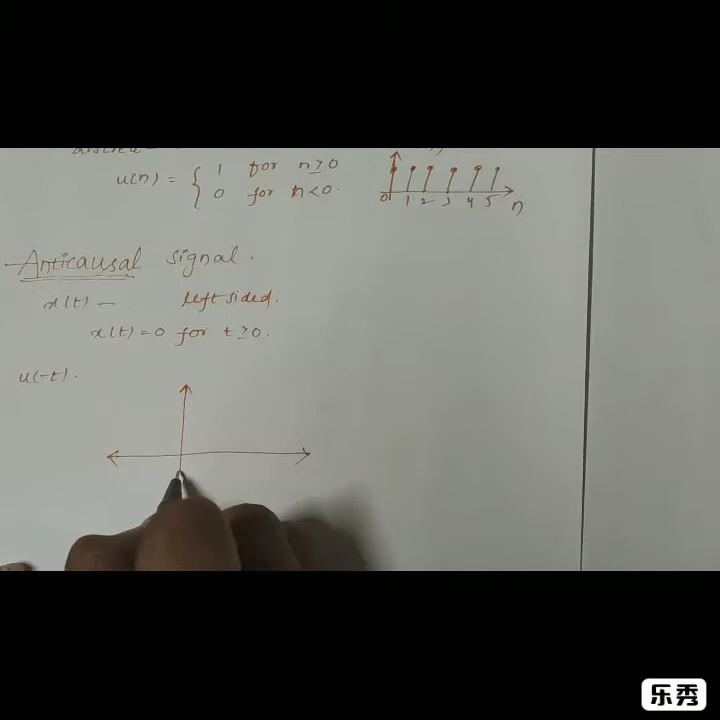 u(n) = { 1 for n ≥ 0
0 for n < 0.
0 1 2 3 4 5 n
Anticausal signal.
x(t) – left sided.
x(t) = 0 for t ≥ 0.
u(-t).
乐秀